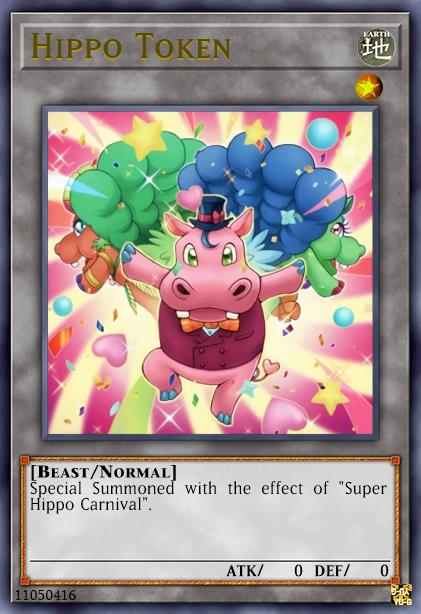 Hippo Token
EARTH
地
[Beast/Normal]
Special Summoned with the effect of "Super
Hippo Carnival".
ATK/ 0 DEF/ 0
11050416